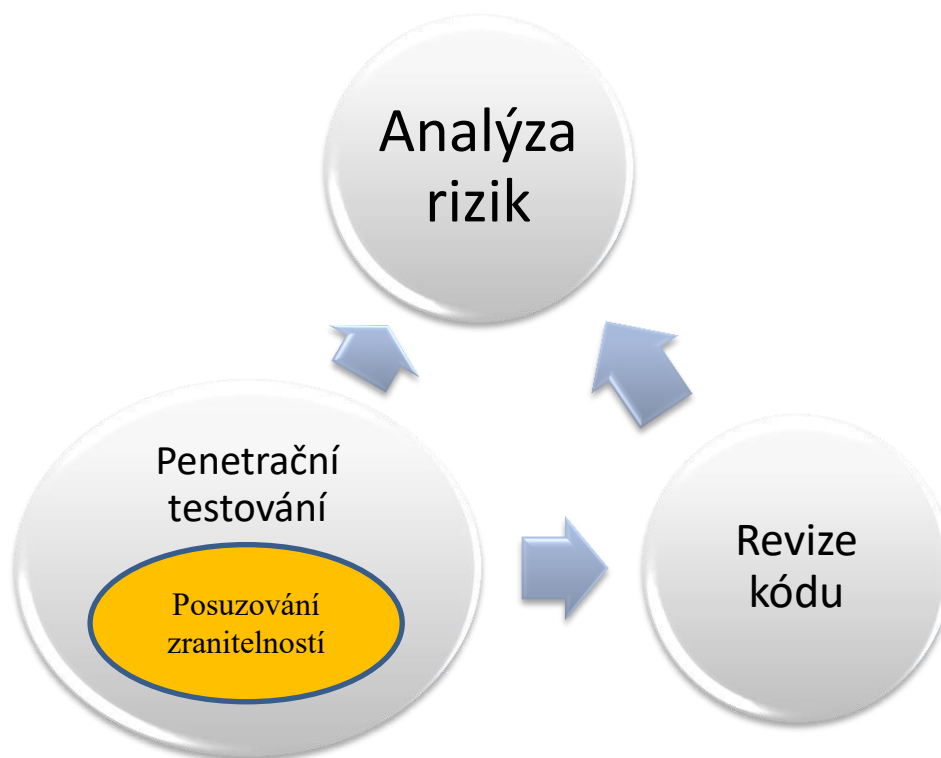 Analýza
rizik
Penetrační
testování
Posuzování
zranitelností
Revize
kódu